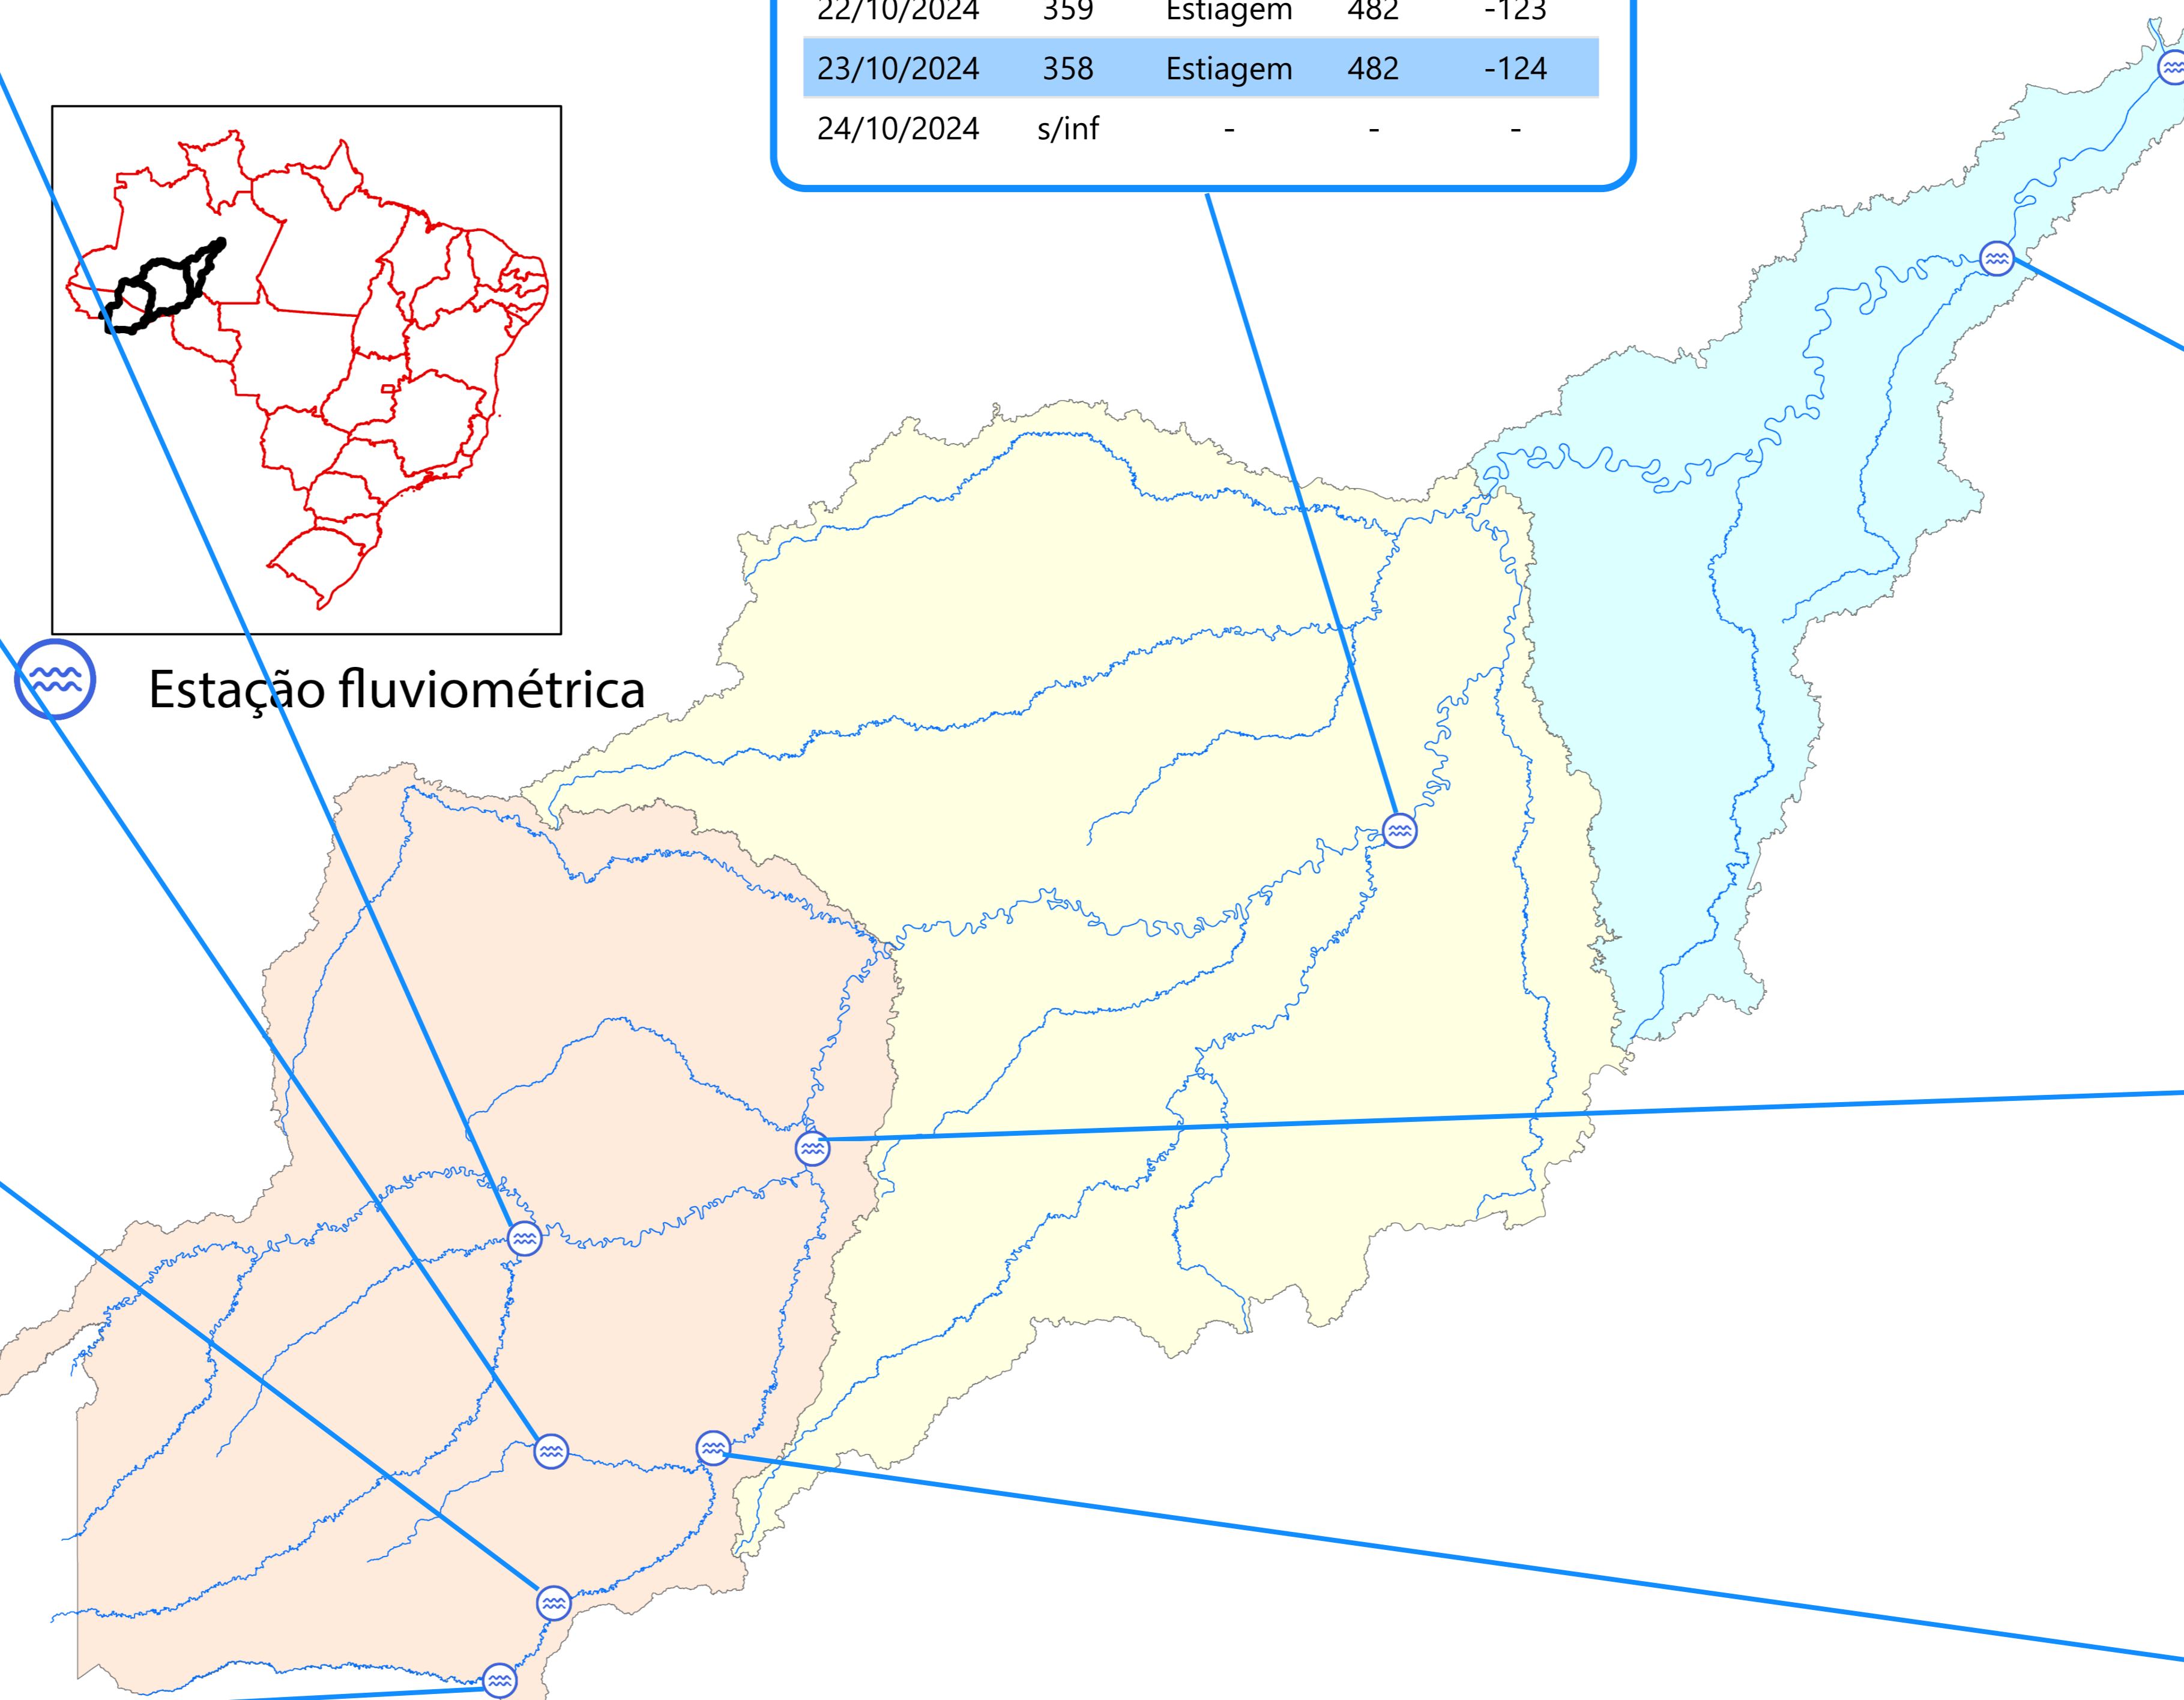 22/10/2024 359 Estiagem 482 -123
23/10/2024 358 Estiagem 482 -124
24/10/2024 s/inf - - -
Estação fluviométrica